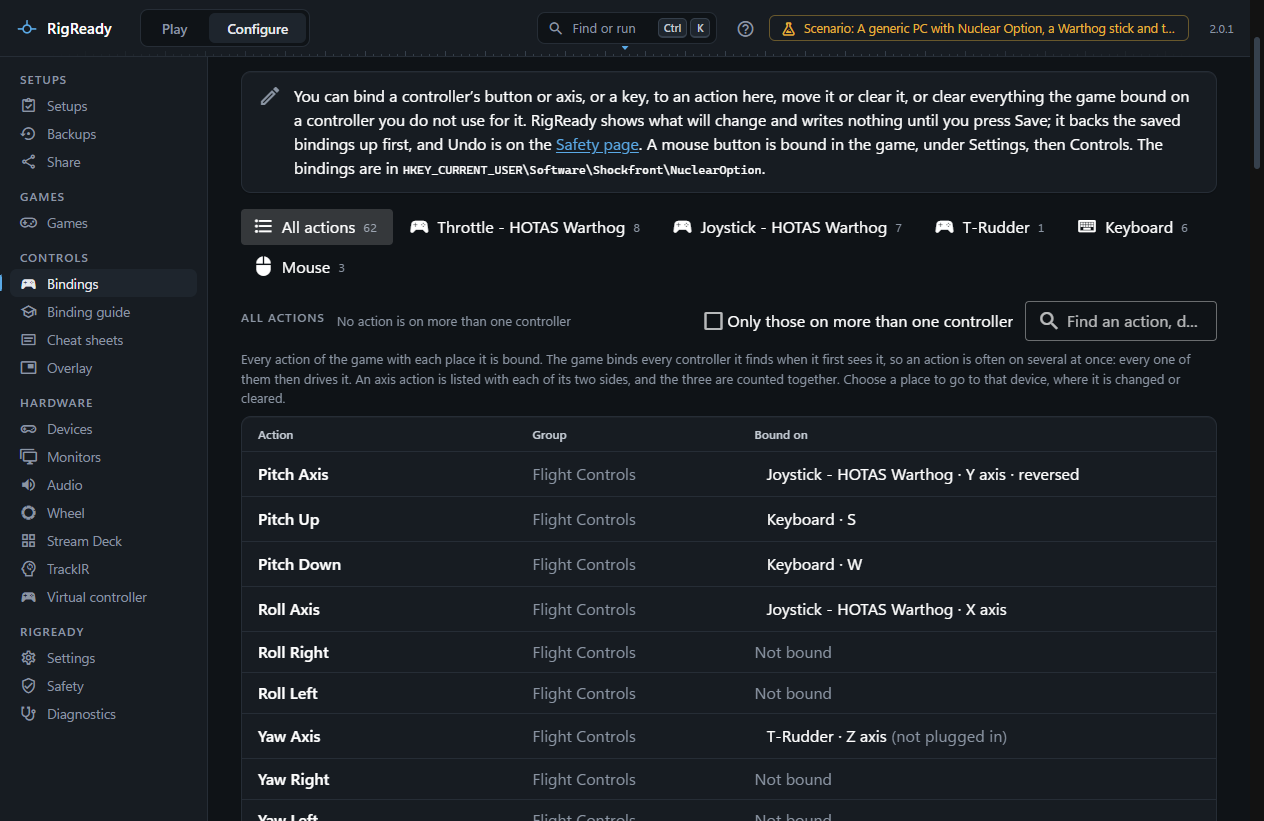 RigReady
Play
Configure
Find or run
Ctrl
K
Scenario: A generic PC with Nuclear Option, a Warthog stick and t...
2.0.1
SETUPS
Setups
Backups
Share
GAMES
Games
CONTROLS
Bindings
Binding guide
Cheat sheets
Overlay
HARDWARE
Devices
Monitors
Audio
Wheel
Stream Deck
TrackIR
Virtual controller
RIGREADY
Settings
Safety
Diagnostics
You can bind a controller’s button or axis, or a key, to an action here, move it or clear it, or clear everything the game bound on
a controller you do not use for it. RigReady shows what will change and writes nothing until you press Save; it backs the saved
bindings up first, and Undo is on the Safety page. A mouse button is bound in the game, under Settings, then Controls. The
bindings are in HKEY_CURRENT_USER\Software\Shockfront\NuclearOption.
All actions 62
Throttle - HOTAS Warthog 8
Joystick - HOTAS Warthog 7
T-Rudder 1
Keyboard 6
Mouse 3
ALL ACTIONS
No action is on more than one controller
Only those on more than one controller
Find an action, d...
Every action of the game with each place it is bound. The game binds every controller it finds when it first sees it, so an action is often on several at once: every one of
them then drives it. An axis action is listed with each of its two sides, and the three are counted together. Choose a place to go to that device, where it is changed or
cleared.
Action Group Bound on
Pitch Axis Flight Controls Joystick - HOTAS Warthog · Y axis · reversed
Pitch Up Flight Controls Keyboard · S
Pitch Down Flight Controls Keyboard · W
Roll Axis Flight Controls Joystick - HOTAS Warthog · X axis
Roll Right Flight Controls Not bound
Roll Left Flight Controls Not bound
Yaw Axis Flight Controls T-Rudder · Z axis (not plugged in)
Yaw Right Flight Controls Not bound
Yaw Left Flight Controls Not bound